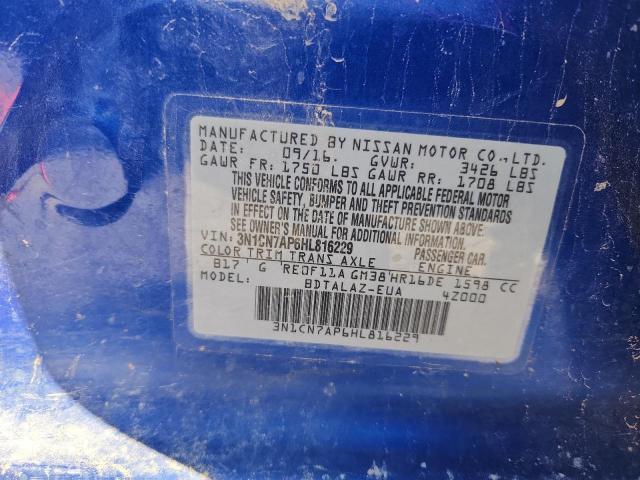 MANUFACTURED BY NISSAN MOTOR CO., LTD.
DATE: 09/16. GVWR: 3426 LBS
GAWR FR: 1750 LBS GAWR RR: 1708 LBS
THIS VEHICLE CONFORMS TO ALL APPLICABLE FEDERAL MOTOR
VEHICLE SAFETY, BUMPER AND THEFT PREVENTION STANDARDS
IN EFFECT ON THE DATE OF MANUFACTURE SHOWN ABOVE.
SEE OWNER'S MANUAL FOR ADDITIONAL INFORMATION.
VIN: 3N1CN7AP6HL816229 PASSENGER CAR.
COLOR TRIM TRANS AXLE ENGINE
B17 G RE0F11A GM38 HR16DE 1598 CC
MODEL: BDTALAZ-EUA 4Z000
3N1CN7AP6HL816229